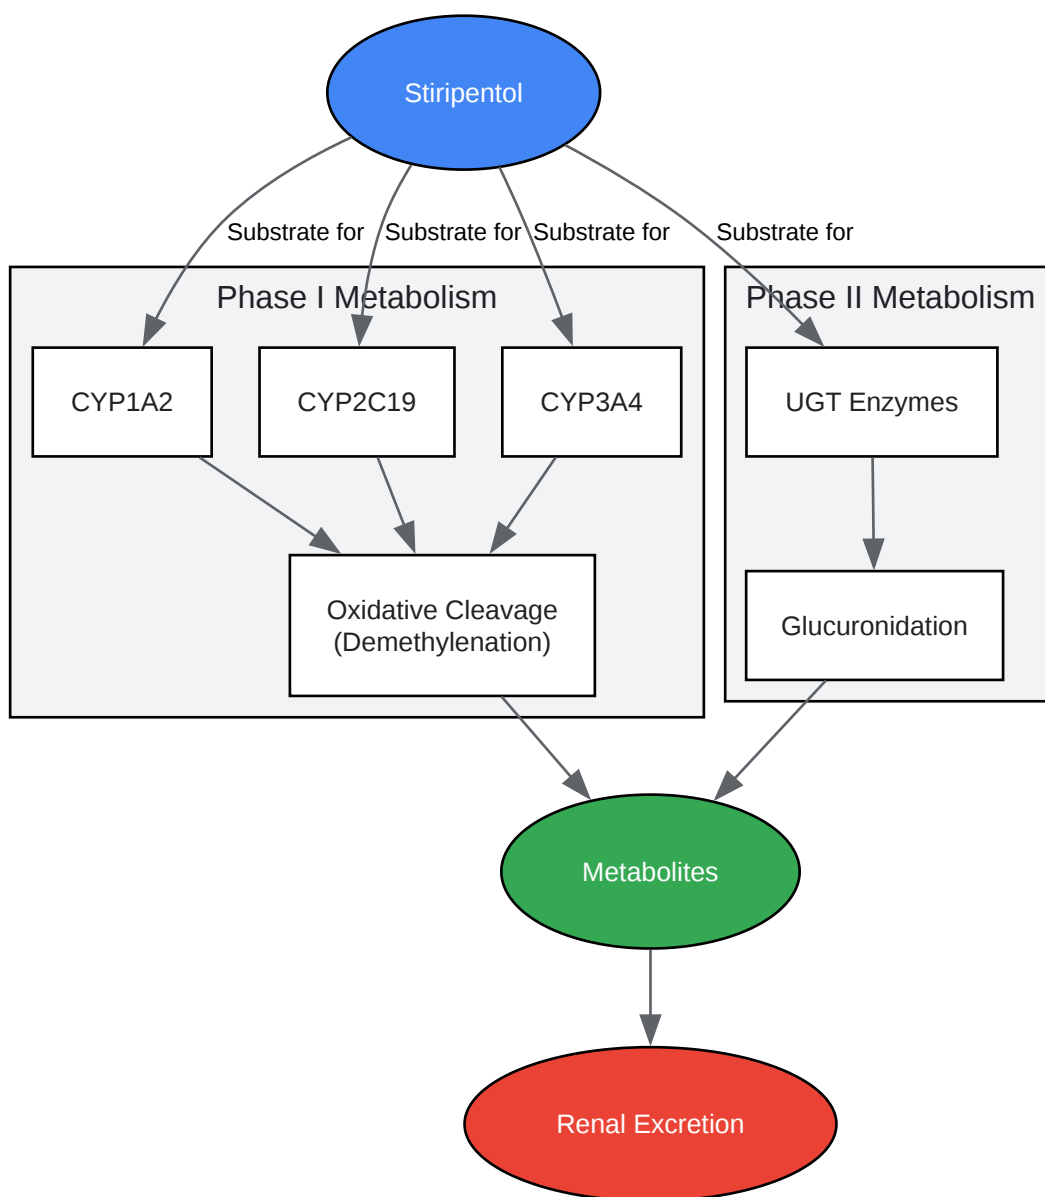 Stiripentol
Substrate for
Substrate for
Substrate for
Substrate for
Phase I Metabolism
Phase II Metabolism
CYP1A2
CYP2C19
CYP3A4
UGT Enzymes
Oxidative Cleavage
(Demethylenation)
Glucuronidation
Metabolites
Renal Excretion